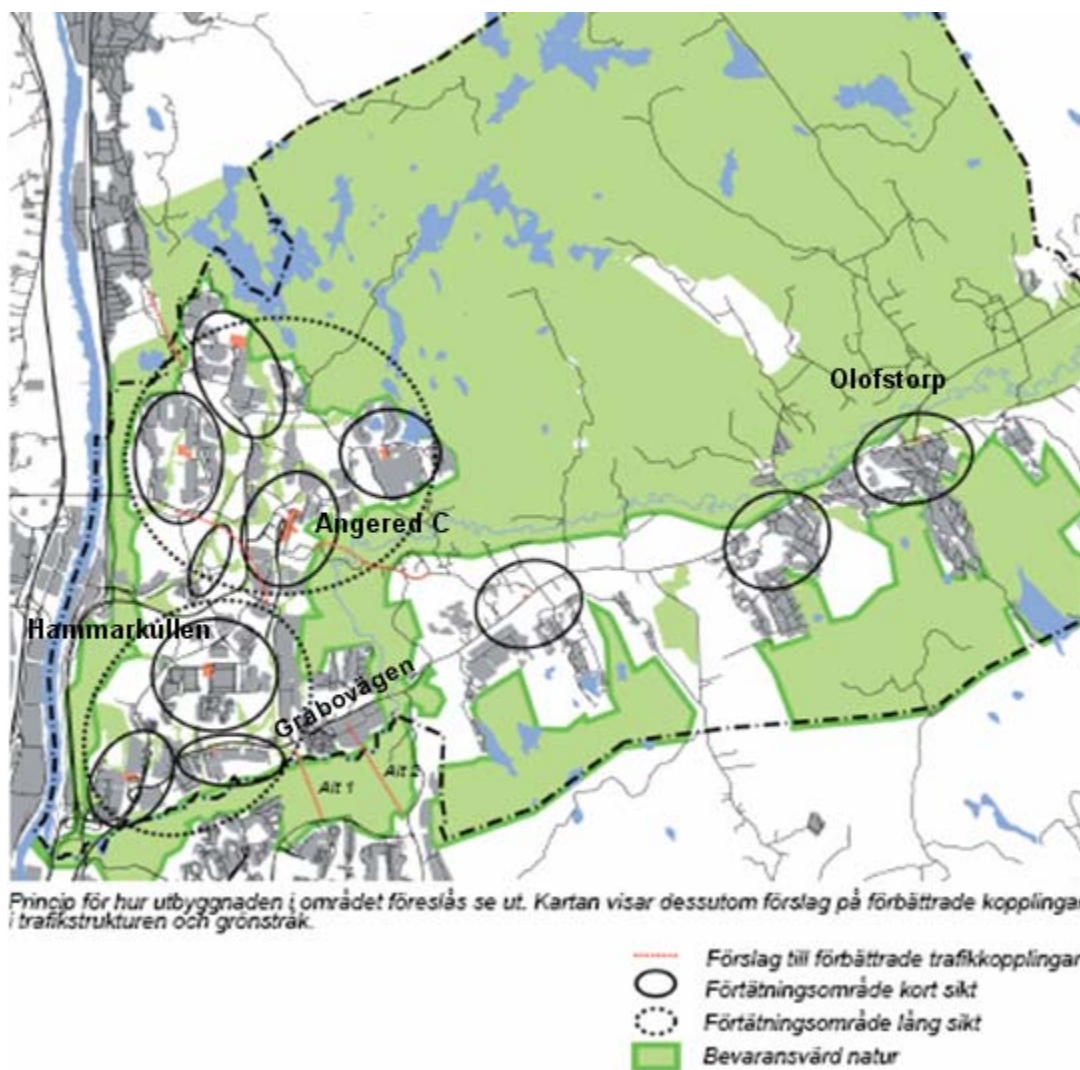 Olofstorp
Angered C
Hammarkullen
Gråbovägen
Alt 2
Alt 1
Princip för hur utbyggnaden i området föreslås se ut. Kartan visar dessutom förslag på förbättrade kopplingar
i trafikstrukturen och grönstråk.
Förslag till förbättrade trafikkopplingar
Förtätningsområde kort sikt
Förtätningsområde lång sikt
Bevaransvärd natur